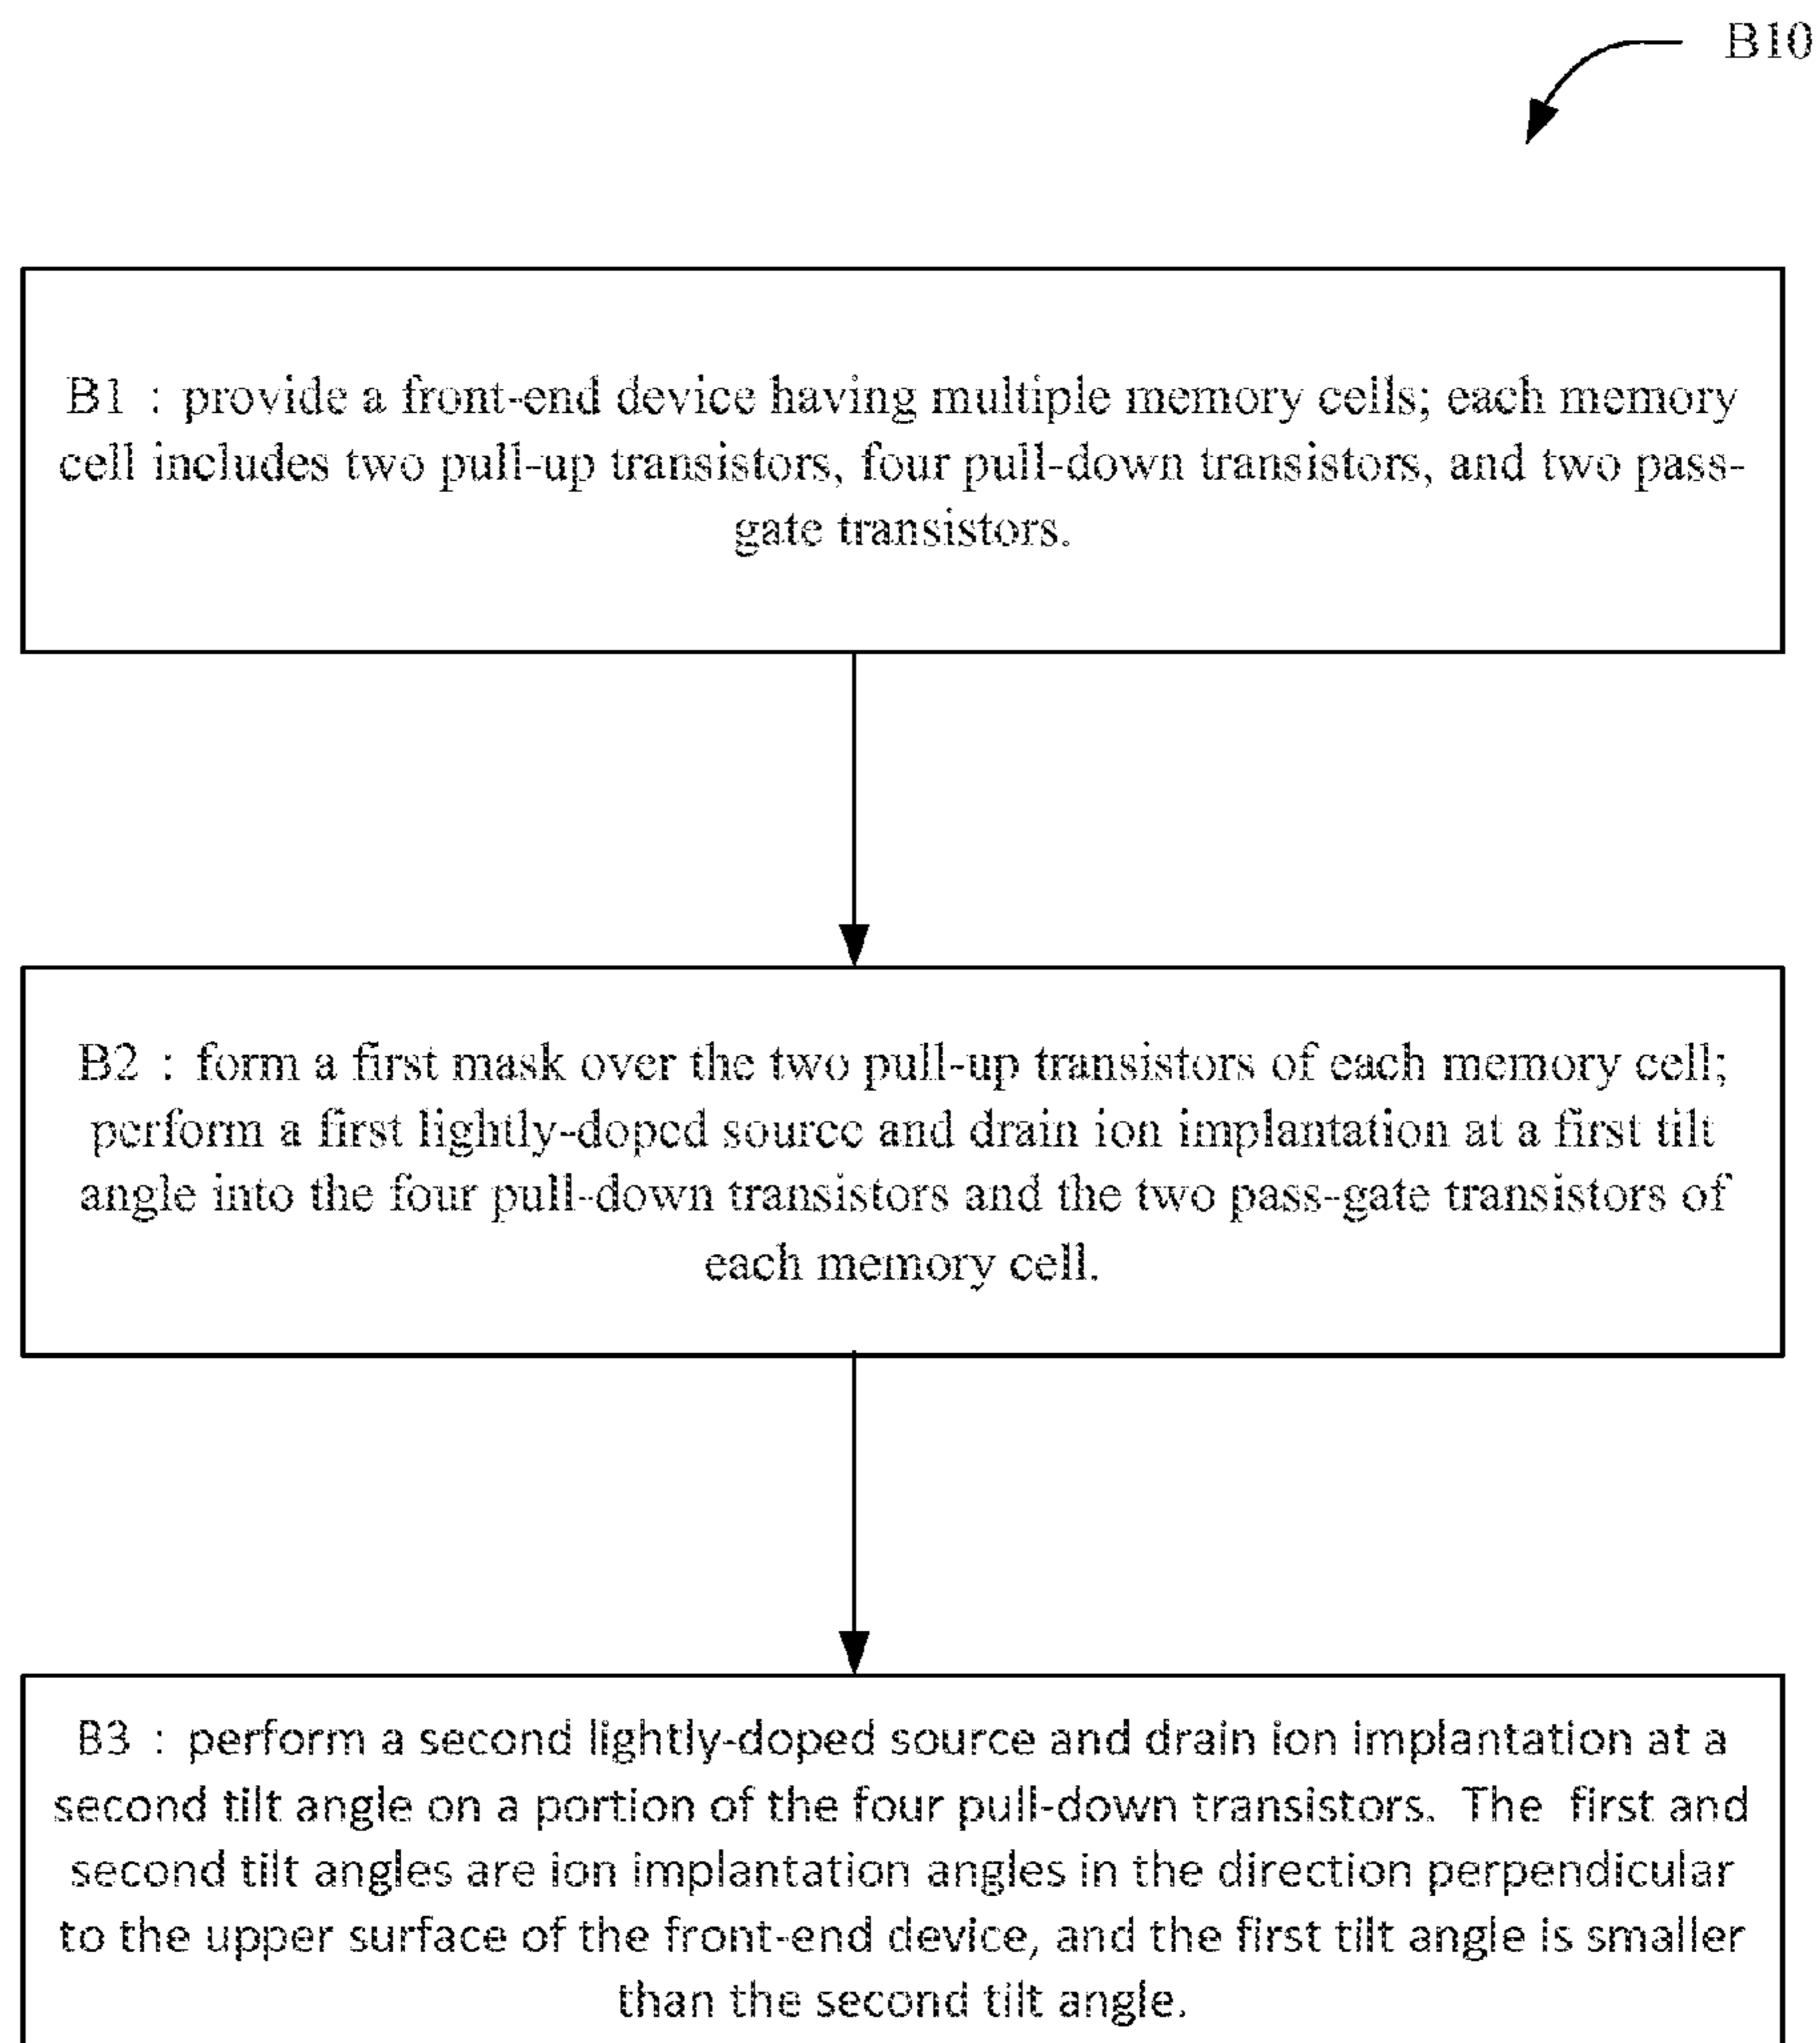 B10
B1 : provide a front-end device having multiple memory cells; each memory
cell includes two pull-up transistors, four pull-down transistors, and two pass-
gate transistors.
B2 : form a first mask over the two pull-up transistors of each memory cell;
perform a first lightly-doped source and drain ion implantation at a first tilt
angle into the four pull-down transistors and the two pass-gate transistors of
each memory cell.
B3 : perform a second lightly-doped source and drain ion implantation at a
second tilt angle on a portion of the four pull-down transistors. The first and
second tilt angles are ion implantation angles in the direction perpendicular
to the upper surface of the front-end device, and the first tilt angle is smaller
than the second tilt angle.